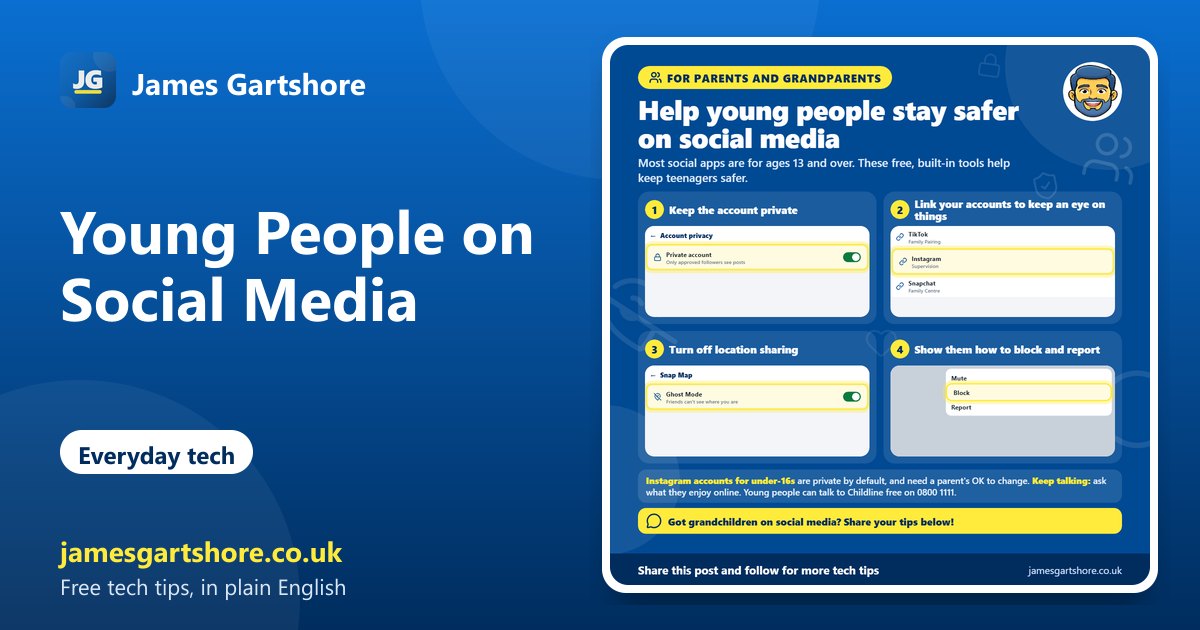 JG
James Gartshore
Young People on
Social Media
Everyday tech
jamesgartshore.co.uk
Free tech tips, in plain English
FOR PARENTS AND GRANDPARENTS
Help young people stay safer
on social media
Most social apps are for ages 13 and over. These free, built-in tools help
keep teenagers safer.
1 Keep the account private
← Account privacy
Private account
Only approved followers see posts
2 Link your accounts to keep an eye on
things
TikTok
Family Pairing
Instagram
Supervision
Snapchat
Family Centre
3 Turn off location sharing
← Snap Map
Ghost Mode
Friends can't see where you are
4 Show them how to block and report
Mute
Block
Report
Instagram accounts for under-16s are private by default, and need a parent's OK to change. Keep talking: ask
what they enjoy online. Young people can talk to Childline free on 0800 1111.
Got grandchildren on social media? Share your tips below!
Share this post and follow for more tech tips
jamesgartshore.co.uk